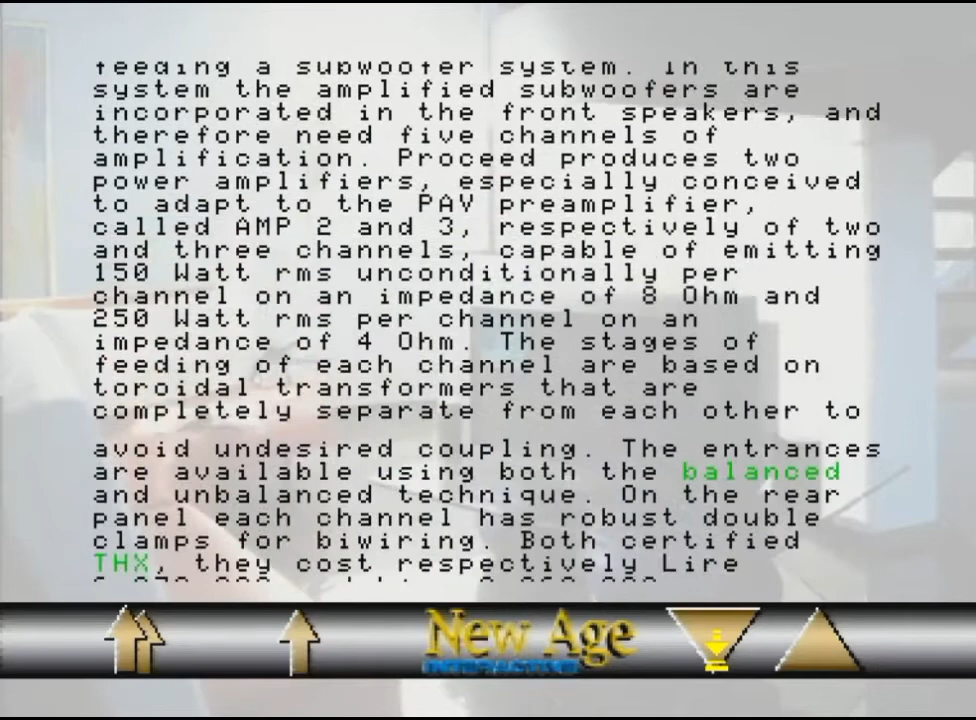 feeding a subwoofer system. In this
system the amplified subwoofers are
incorporated in the front speakers, and
therefore need five channels of
amplification. Proceed produces two
power amplifiers, especially conceived
to adapt to the PAV preamplifier,
called AMP 2 and 3, respectively of two
and three channels, capable of emitting
150 Watt rms unconditionally per
channel on an impedance of 8 Ohm and
250 Watt rms per channel on an
impedance of 4 Ohm. The stages of
feeding of each channel are based on
toroidal transformers that are
completely separate from each other to
avoid undesired coupling. The entrances
are available using both the balanced
and unbalanced technique. On the rear
panel each channel has robust double
clamps for biwiring. Both certified
THX, they cost respectively Lire
New Age
INTERACTIVE